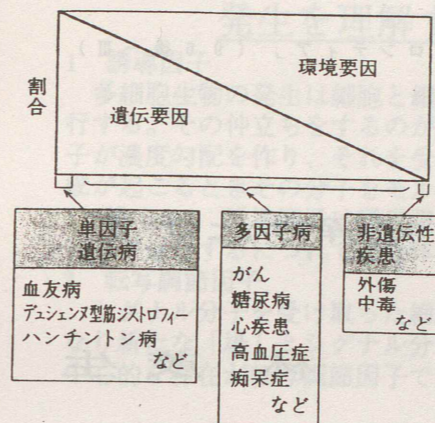 割合
環境要因
遺伝要因
単因子
遺伝病
血友病
デュシェンヌ型筋ジストロフィー
ハンチントン病
など
多因子病
がん
糖尿病
心疾患
高血圧症
痴呆症
など
非遺伝性
疾患
外傷
中毒
など